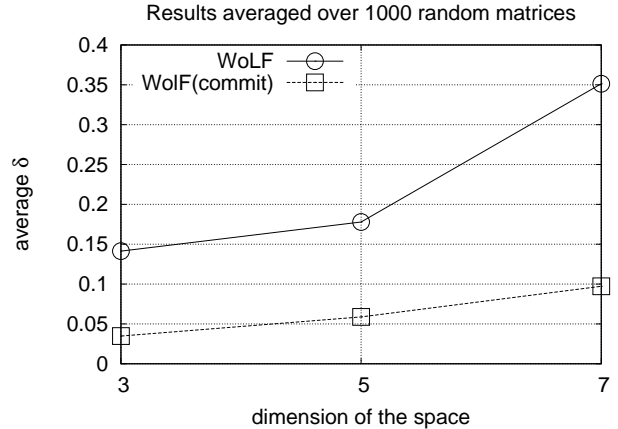 Results averaged over 1000 random matrices
0.4
WoLF
WolF(commit)
0.35
0.3
0.25
0.2
0.15
0.1
0.05
0
average δ
3 5 7
dimension of the space